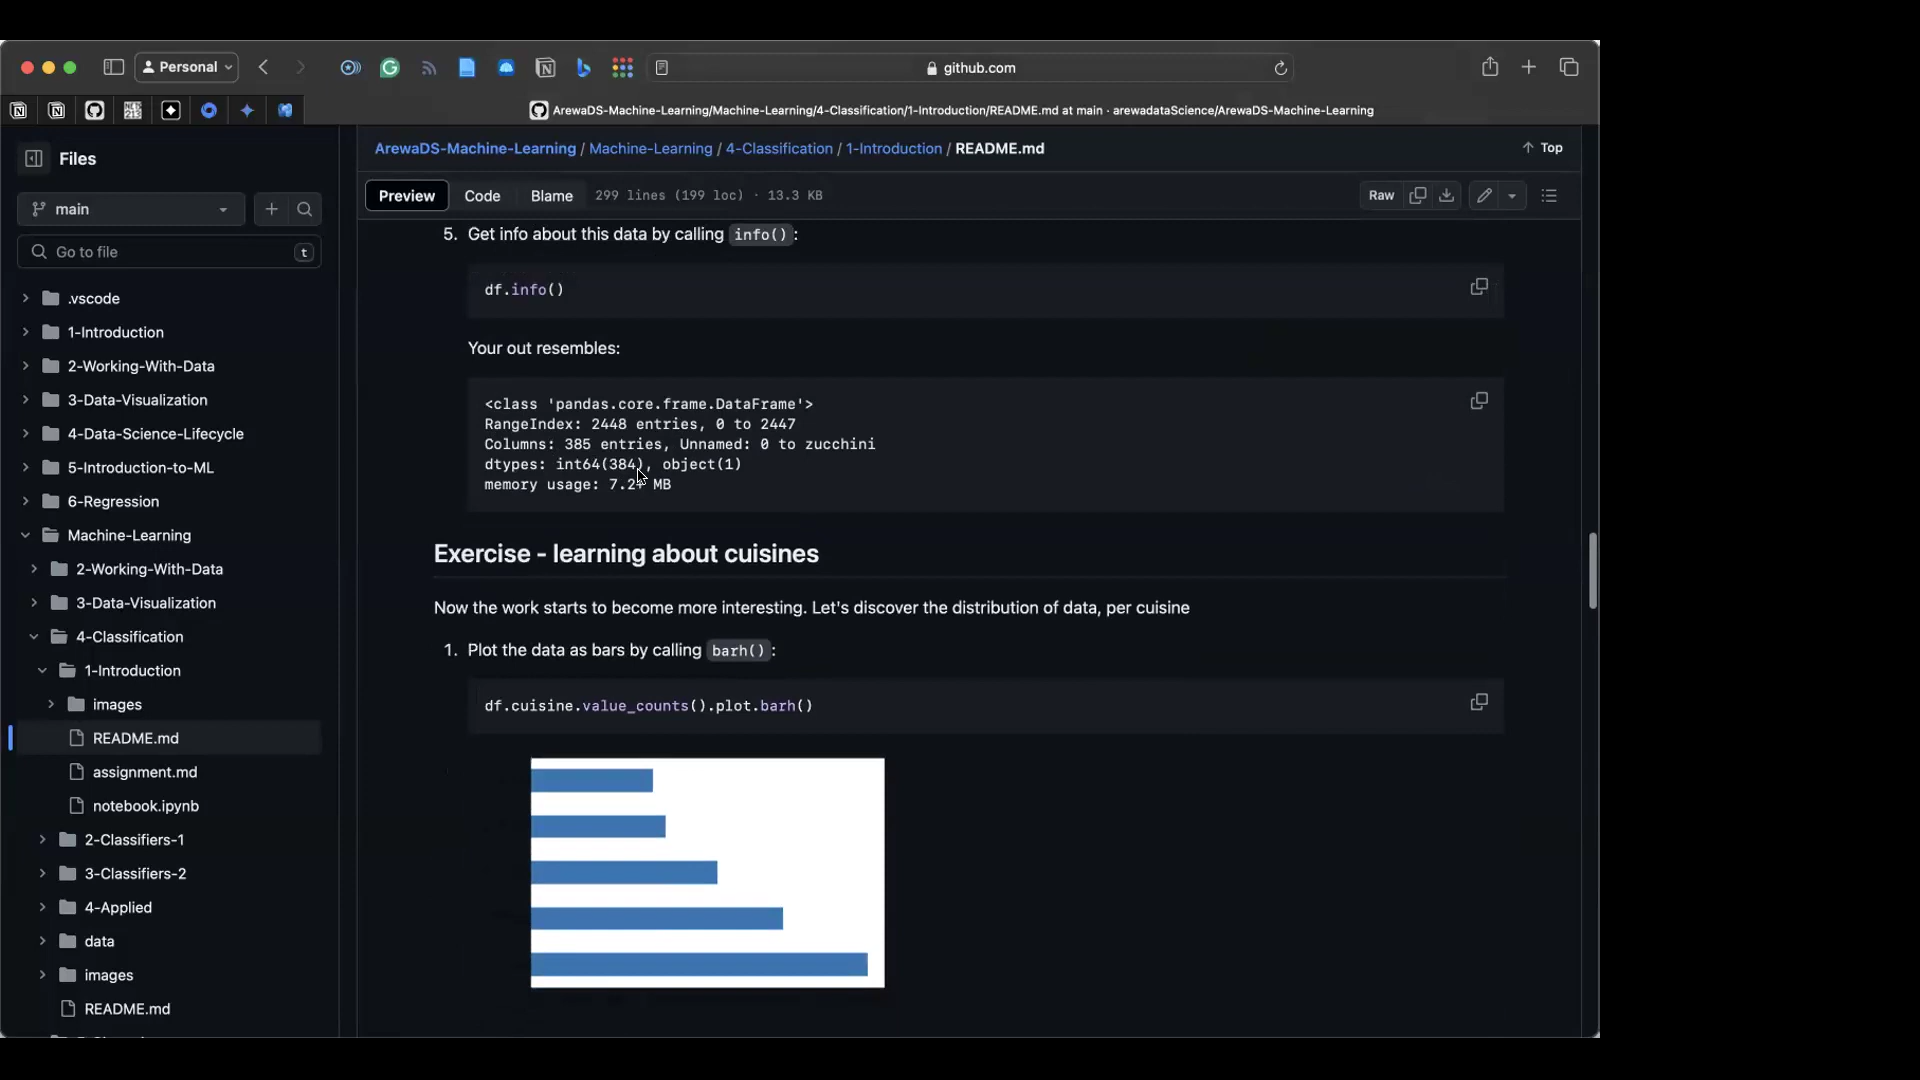 Personal
github.com
ArewaDS-Machine-Learning/Machine-Learning/4-Classification/1-Introduction/README.md at main · arewadataScience/ArewaDS-Machine-Learning
Files
main
Go to file
t
.vscode
1-Introduction
2-Working-With-Data
3-Data-Visualization
4-Data-Science-Lifecycle
5-Introduction-to-ML
6-Regression
Machine-Learning
2-Working-With-Data
3-Data-Visualization
4-Classification
1-Introduction
images
README.md
assignment.md
notebook.ipynb
2-Classifiers-1
3-Classifiers-2
4-Applied
data
images
README.md
ArewaDS-Machine-Learning / Machine-Learning / 4-Classification / 1-Introduction / README.md
Top
Preview
Code
Blame
299 lines (199 loc) · 13.3 KB
Raw
5. Get info about this data by calling info():
df.info()
Your out resembles:
<class 'pandas.core.frame.DataFrame'>
RangeIndex: 2448 entries, 0 to 2447
Columns: 385 entries, Unnamed: 0 to zucchini
dtypes: int64(384), object(1)
memory usage: 7.2+ MB
Exercise - learning about cuisines
Now the work starts to become more interesting. Let's discover the distribution of data, per cuisine
1. Plot the data as bars by calling barh():
df.cuisine.value_counts().plot.barh()